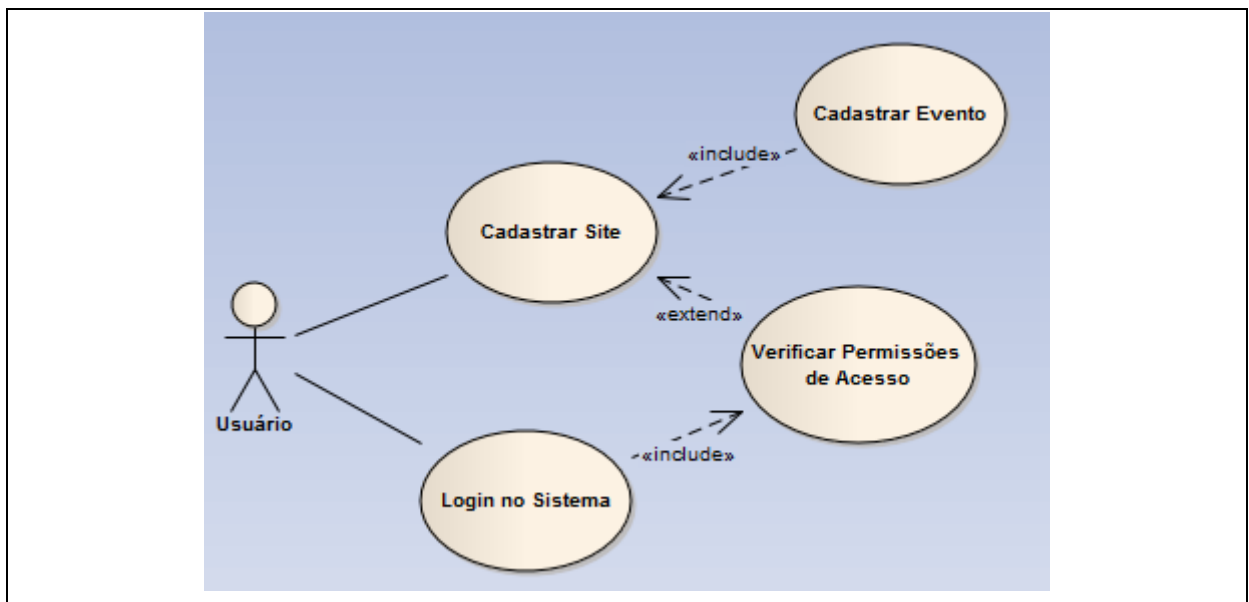 Cadastrar Evento
«include»
Cadastrar Site
«extend»
Verificar Permissões
de Acesso
Usuário
«include»
Login no Sistema